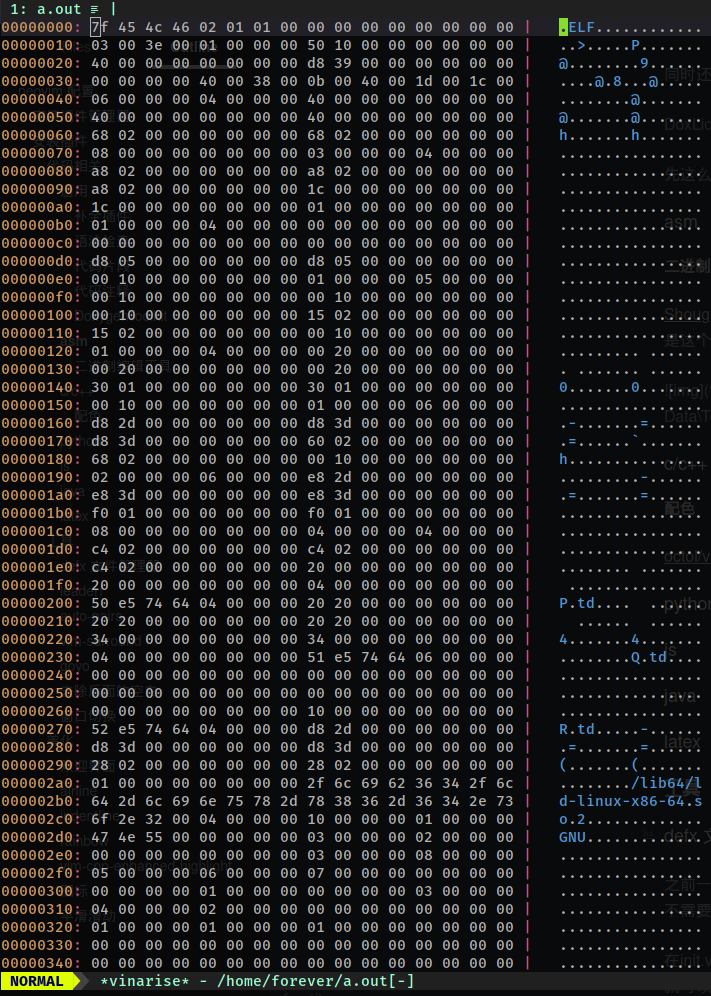 1: a.out ≡ |
00000000: 7f 45 4c 46 02 01 01 00 00 00 00 00 00 00 00 00 | .ELF............
00000010: 03 00 3e 00 01 00 00 00 50 10 00 00 00 00 00 00 | ..>.....P.......
00000020: 40 00 00 00 00 00 00 00 d8 39 00 00 00 00 00 00 | @........9......
00000030: 00 00 00 00 40 00 38 00 0b 00 40 00 1d 00 1c 00 | ....@.8...@.....
00000040: 06 00 00 00 04 00 00 00 40 00 00 00 00 00 00 00 | ........@.......
00000050: 40 00 00 00 00 00 00 00 40 00 00 00 00 00 00 00 | @.......@.......
00000060: 68 02 00 00 00 00 00 00 68 02 00 00 00 00 00 00 | h.......h.......
00000070: 08 00 00 00 00 00 00 00 03 00 00 00 04 00 00 00 | ................
00000080: a8 02 00 00 00 00 00 00 a8 02 00 00 00 00 00 00 | ................
00000090: a8 02 00 00 00 00 00 00 1c 00 00 00 00 00 00 00 | ................
000000a0: 1c 00 00 00 00 00 00 00 01 00 00 00 00 00 00 00 | ................
000000b0: 01 00 00 00 04 00 00 00 00 00 00 00 00 00 00 00 | ................
000000c0: 00 00 00 00 00 00 00 00 00 00 00 00 00 00 00 00 | ................
000000d0: d8 05 00 00 00 00 00 00 d8 05 00 00 00 00 00 00 | ................
000000e0: 00 10 00 00 00 00 00 00 01 00 00 00 05 00 00 00 | ................
000000f0: 00 10 00 00 00 00 00 00 00 10 00 00 00 00 00 00 | ................
00000100: 00 10 00 00 00 00 00 00 15 02 00 00 00 00 00 00 | ................
00000110: 15 02 00 00 00 00 00 00 00 10 00 00 00 00 00 00 | ................
00000120: 01 00 00 00 04 00 00 00 00 20 00 00 00 00 00 00 | ......... ......
00000130: 00 20 00 00 00 00 00 00 00 20 00 00 00 00 00 00 | . ....... ......
00000140: 30 01 00 00 00 00 00 00 30 01 00 00 00 00 00 00 | 0.......0.......
00000150: 00 10 00 00 00 00 00 00 01 00 00 00 06 00 00 00 | ................
00000160: d8 2d 00 00 00 00 00 00 d8 3d 00 00 00 00 00 00 | .-.......=......
00000170: d8 3d 00 00 00 00 00 00 60 02 00 00 00 00 00 00 | .=......`.......
00000180: 68 02 00 00 00 00 00 00 00 10 00 00 00 00 00 00 | h...............
00000190: 02 00 00 00 06 00 00 00 e8 2d 00 00 00 00 00 00 | .........-......
000001a0: e8 3d 00 00 00 00 00 00 e8 3d 00 00 00 00 00 00 | .=.......=......
000001b0: f0 01 00 00 00 00 00 00 f0 01 00 00 00 00 00 00 | ................
000001c0: 08 00 00 00 00 00 00 00 04 00 00 00 04 00 00 00 | ................
000001d0: c4 02 00 00 00 00 00 00 c4 02 00 00 00 00 00 00 | ................
000001e0: c4 02 00 00 00 00 00 00 20 00 00 00 00 00 00 00 | ........ .......
000001f0: 20 00 00 00 00 00 00 00 04 00 00 00 00 00 00 00 |  ...............
00000200: 50 e5 74 64 04 00 00 00 20 20 00 00 00 00 00 00 | P.td....  ......
00000210: 20 20 00 00 00 00 00 00 20 20 00 00 00 00 00 00 |   ......  ......
00000220: 34 00 00 00 00 00 00 00 34 00 00 00 00 00 00 00 | 4.......4.......
00000230: 04 00 00 00 00 00 00 00 51 e5 74 64 06 00 00 00 | ........Q.td....
00000240: 00 00 00 00 00 00 00 00 00 00 00 00 00 00 00 00 | ................
00000250: 00 00 00 00 00 00 00 00 00 00 00 00 00 00 00 00 | ................
00000260: 00 00 00 00 00 00 00 00 10 00 00 00 00 00 00 00 | ................
00000270: 52 e5 74 64 04 00 00 00 d8 2d 00 00 00 00 00 00 | R.td.....-......
00000280: d8 3d 00 00 00 00 00 00 d8 3d 00 00 00 00 00 00 | .=.......=......
00000290: 28 02 00 00 00 00 00 00 28 02 00 00 00 00 00 00 | (.......(.......
000002a0: 01 00 00 00 00 00 00 00 2f 6c 69 62 36 34 2f 6c | ......../lib64/l
000002b0: 64 2d 6c 69 6e 75 78 2d 78 38 36 2d 36 34 2e 73 | d-linux-x86-64.s
000002c0: 6f 2e 32 00 04 00 00 00 10 00 00 00 01 00 00 00 | o.2.............
000002d0: 47 4e 55 00 00 00 00 00 03 00 00 00 02 00 00 00 | GNU.............
000002e0: 00 00 00 00 00 00 00 00 03 00 00 00 08 00 00 00 | ................
000002f0: 05 00 00 00 06 00 00 00 07 00 00 00 00 00 00 00 | ................
00000300: 00 00 00 00 01 00 00 00 00 00 00 00 03 00 00 00 | ................
00000310: 04 00 00 00 02 00 00 00 00 00 00 00 00 00 00 00 | ................
00000320: 01 00 00 00 01 00 00 00 01 00 00 00 00 00 00 00 | ................
00000330: 00 00 00 00 00 00 00 00 00 00 00 00 00 00 00 00 | ................
00000340: 00 00 00 00 00 00 00 00 00 00 00 00 00 00 00 00 | ................
NORMAL *vinarise* - /home/forever/a.out[-]